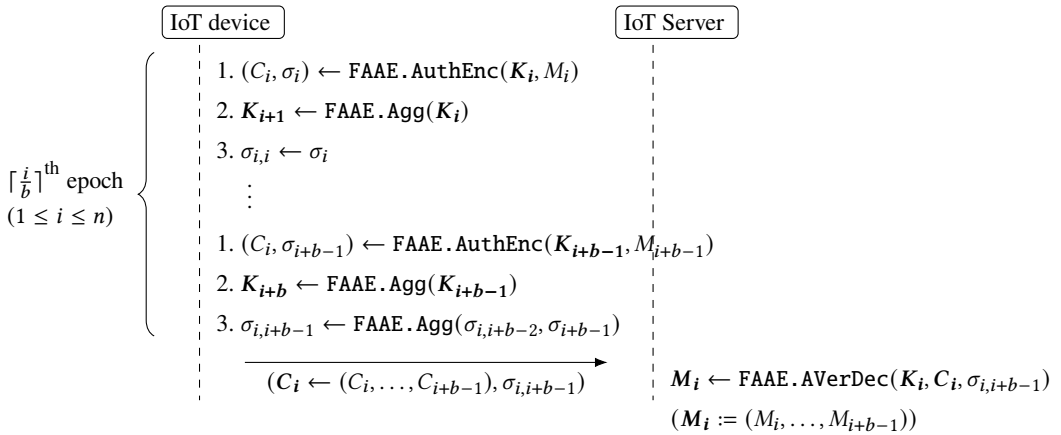 IoT device IoT Server
1. (C_i, σ_i) ← FAAE.AuthEnc(K_i, M_i)
2. K_{i+1} ← FAAE.Agg(K_i)
3. σ_{i,i} ← σ_i
⋮
⌈i/b⌉^th epoch
(1 ≤ i ≤ n)
1. (C_i, σ_{i+b−1}) ← FAAE.AuthEnc(K_{i+b−1}, M_{i+b−1})
2. K_{i+b} ← FAAE.Agg(K_{i+b−1})
3. σ_{i,i+b−1} ← FAAE.Agg(σ_{i,i+b−2}, σ_{i+b−1})
(C_i ← (C_i, . . . , C_{i+b−1}), σ_{i,i+b−1})
M_i ← FAAE.AVerDec(K_i, C_i, σ_{i,i+b−1})
(M_i := (M_i, . . . , M_{i+b−1}))